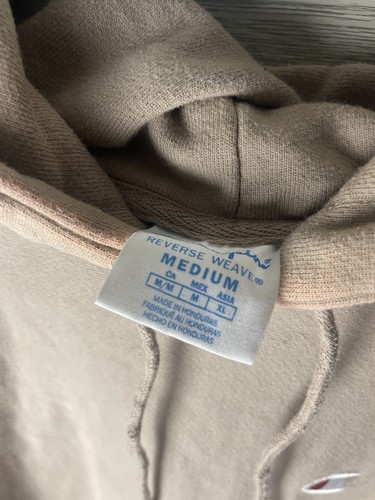 REVERSE WEAVE®
MEDIUM
CA MEX ASIA
M/M M XL
MADE IN HONDURAS
FABRIQUÉ AU HONDURAS
HECHO EN HONDURAS